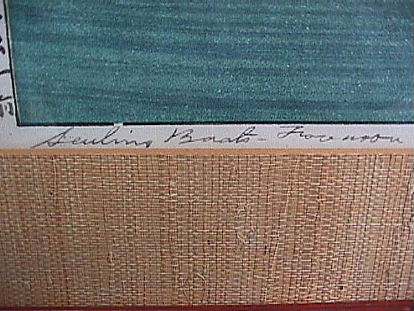 Sailing Boats - Forenoon